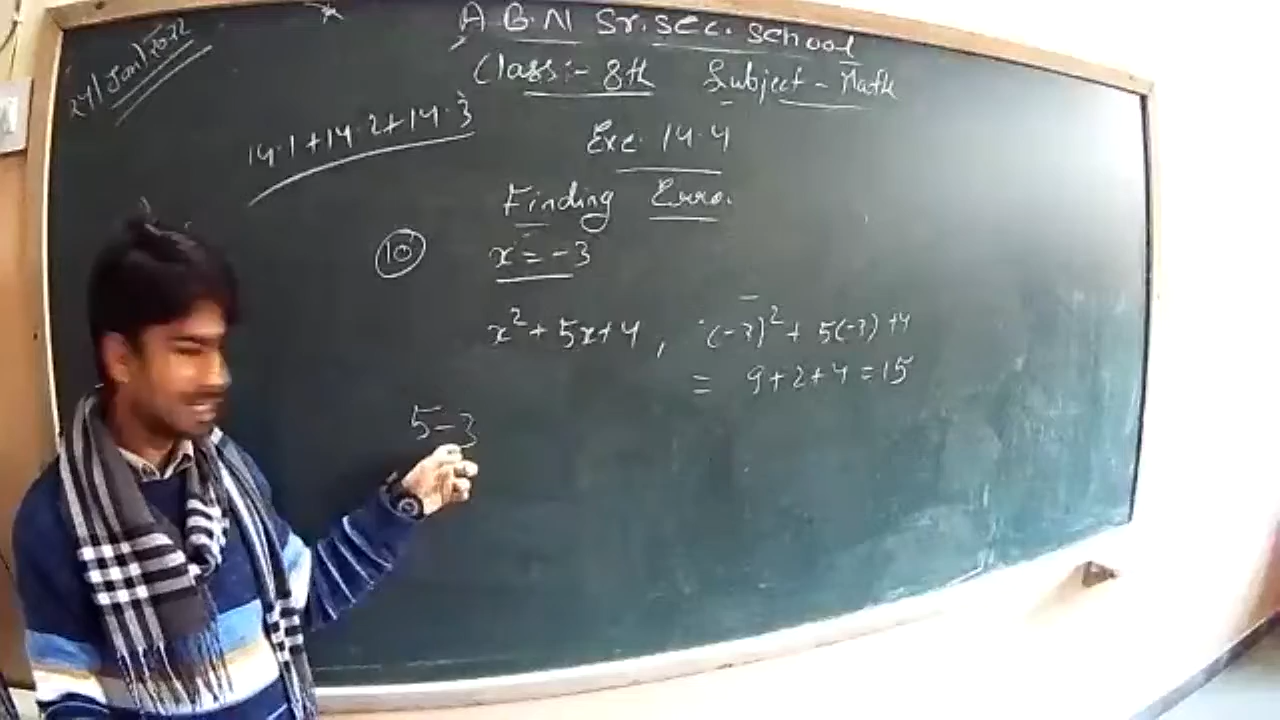 24/Jan/2022
A G.N Sr. Sec. School
Class:- 8th Subject - Math
14.1+14.2+14.3
Exe. 14.4
Finding Erro.
10 x = -3
x²+5x+4, (-3)²+ 5(-3)+4
= 9+2+4=15
5-3